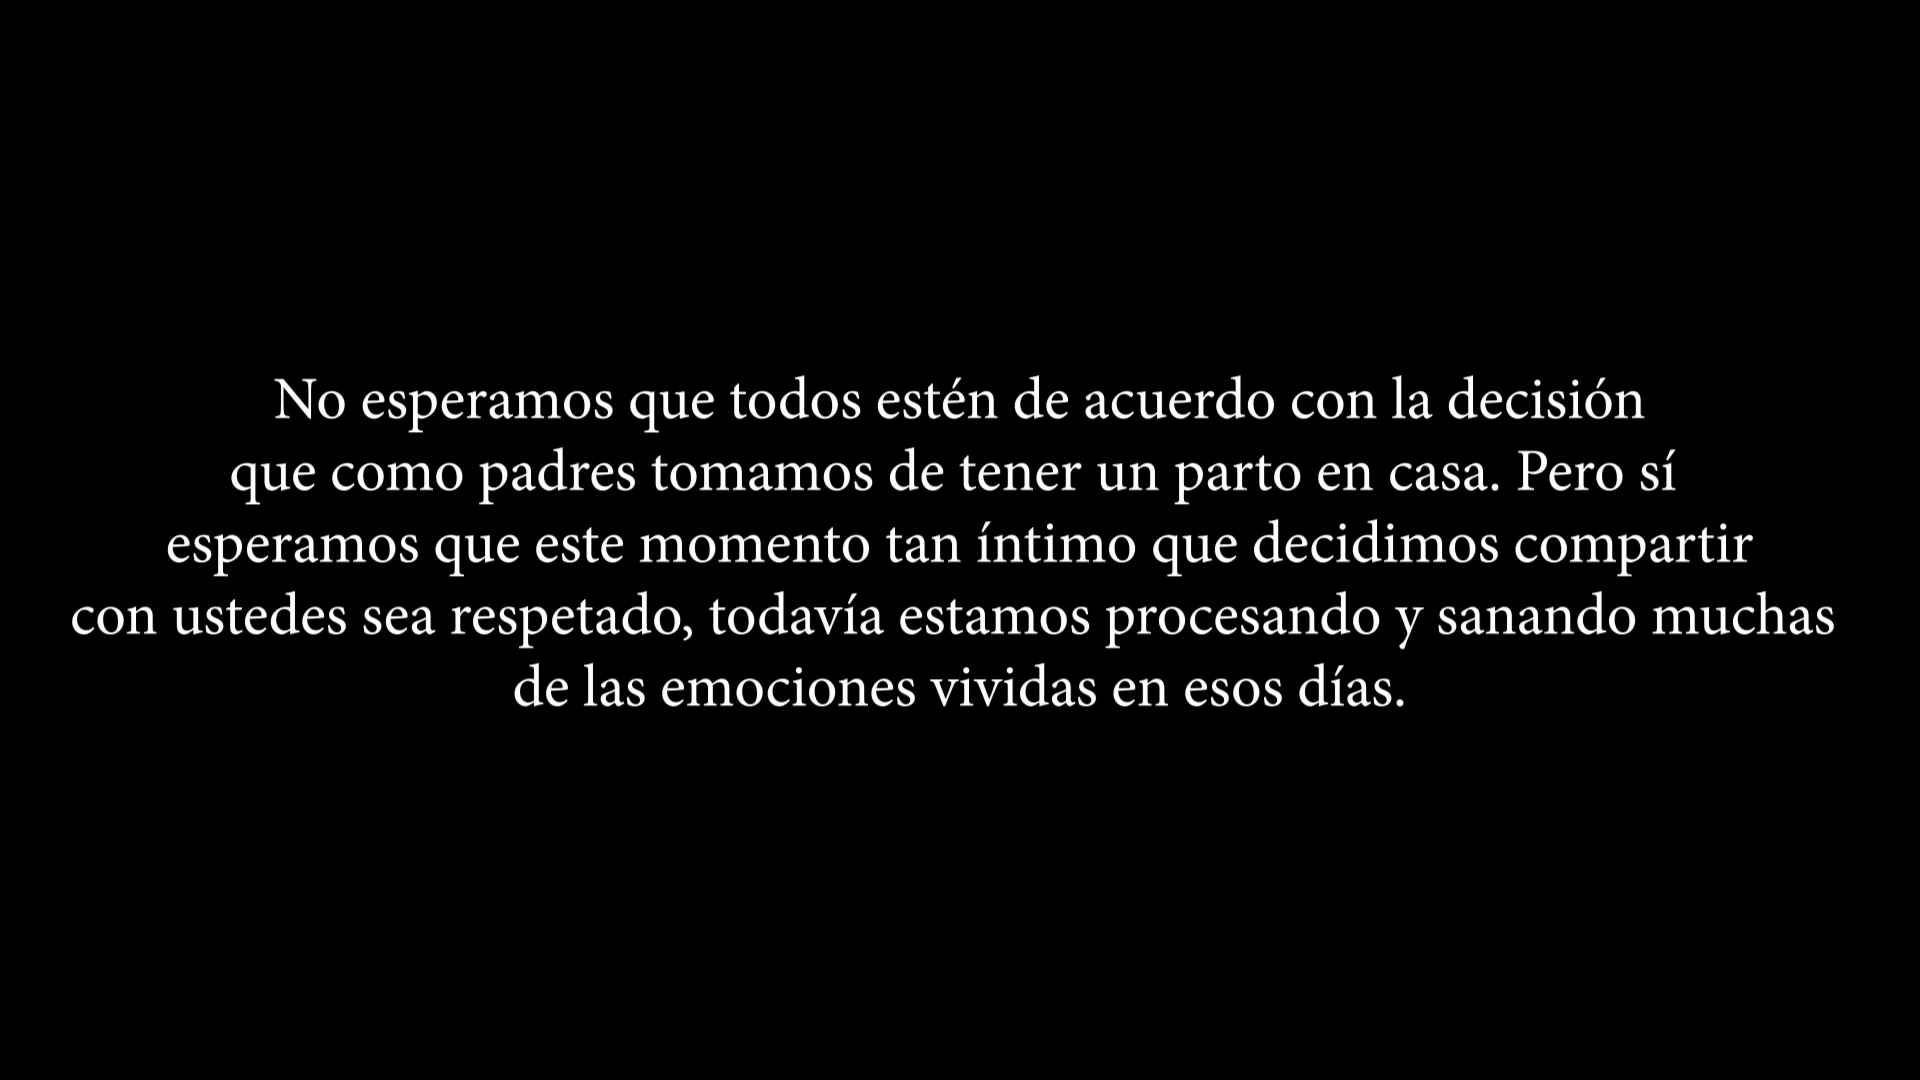 No esperamos que todos estén de acuerdo con la decisión
que como padres tomamos de tener un parto en casa. Pero sí
esperamos que este momento tan íntimo que decidimos compartir
con ustedes sea respetado, todavía estamos procesando y sanando muchas
de las emociones vividas en esos días.